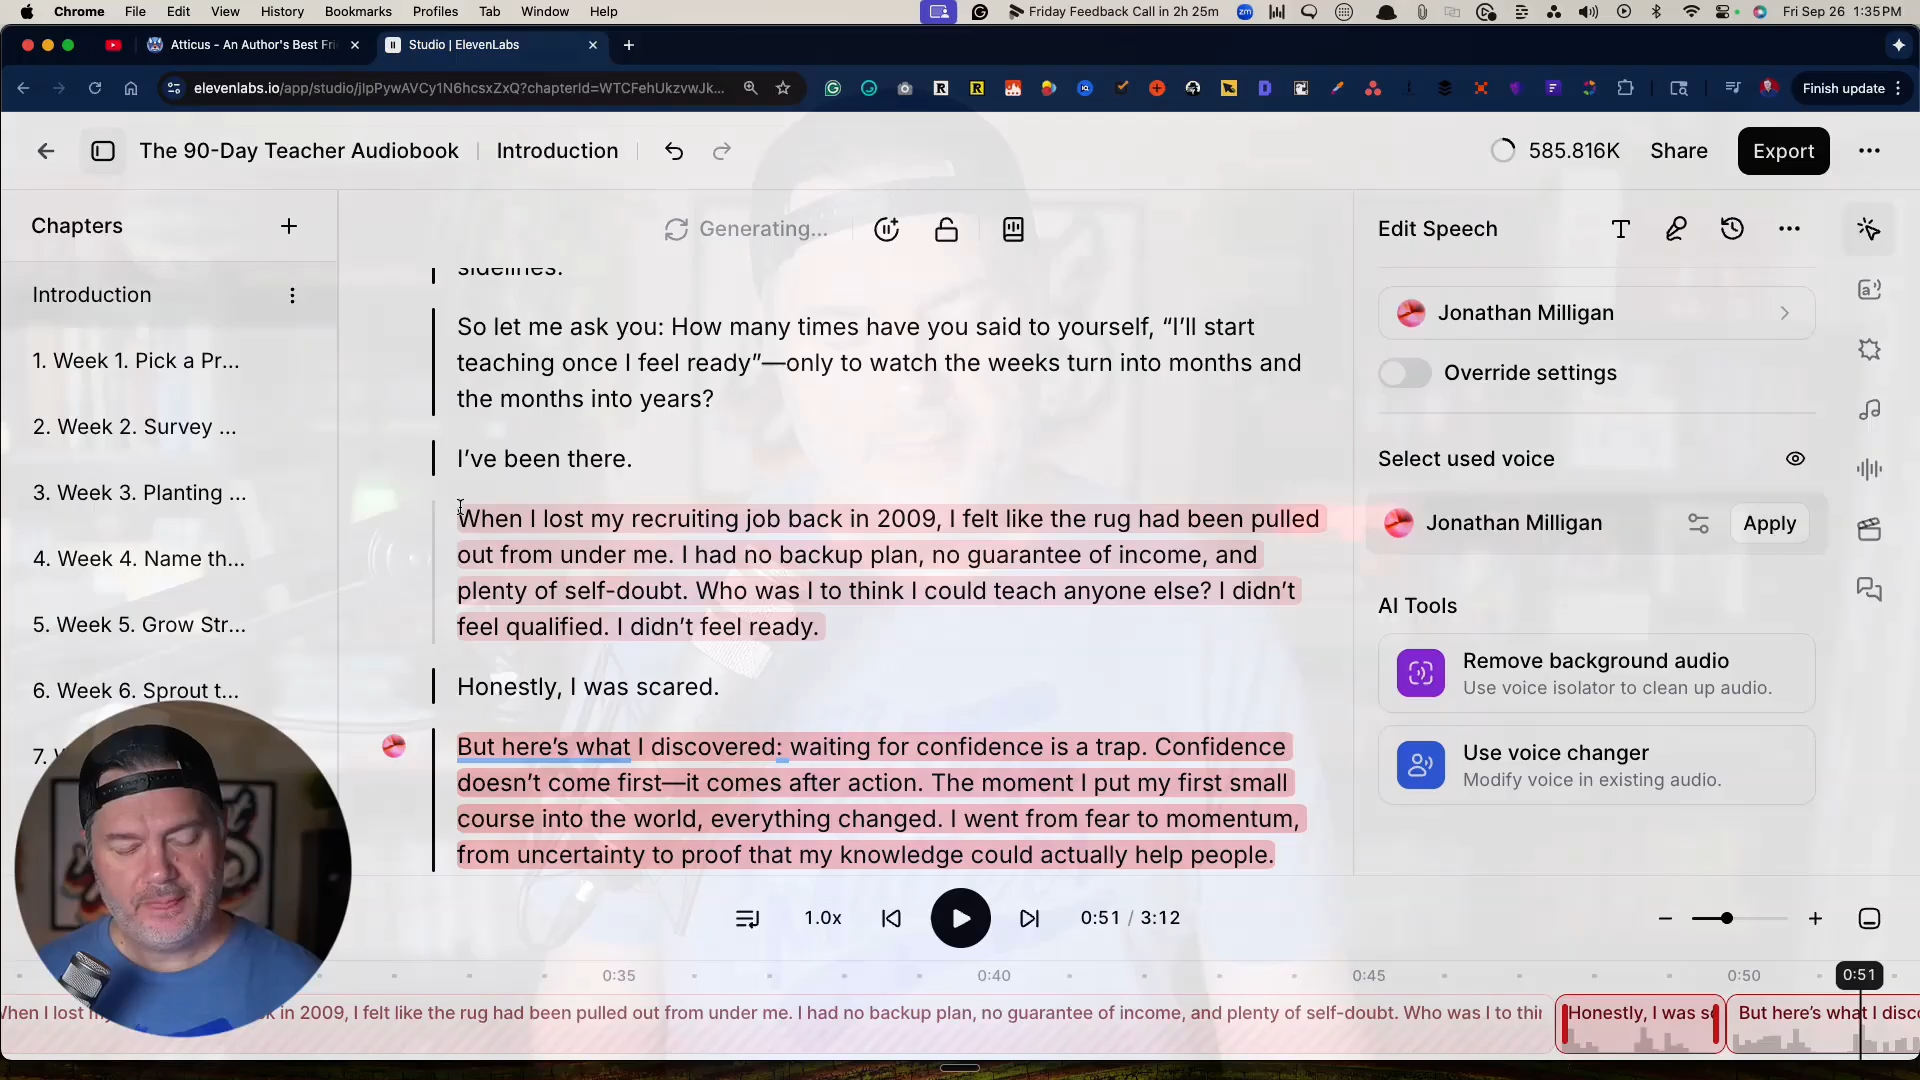 Chrome File Edit View History Bookmarks Profiles Tab Window Help Friday Feedback Call in 2h 25m Fri Sep 26 1:35PM
Atticus - An Author's Best Fri Studio | ElevenLabs
elevenlabs.io/app/studio/jIpPywAVCy1N6hcsxZxQ?chapterId=WTCFehUkzvwJk... Finish update
The 90-Day Teacher Audiobook Introduction 585.816K Share Export
Chapters
Generating...
Edit Speech
Introduction
1. Week 1. Pick a Pr...
2. Week 2. Survey ...
3. Week 3. Planting ...
4. Week 4. Name th...
5. Week 5. Grow Str...
6. Week 6. Sprout t...
7.
sidelines.
So let me ask you: How many times have you said to yourself, “I’ll start
teaching once I feel ready”—only to watch the weeks turn into months and
the months into years?
I’ve been there.
When I lost my recruiting job back in 2009, I felt like the rug had been pulled
out from under me. I had no backup plan, no guarantee of income, and
plenty of self-doubt. Who was I to think I could teach anyone else? I didn’t
feel qualified. I didn’t feel ready.
Honestly, I was scared.
But here’s what I discovered: waiting for confidence is a trap. Confidence
doesn’t come first—it comes after action. The moment I put my first small
course into the world, everything changed. I went from fear to momentum,
from uncertainty to proof that my knowledge could actually help people.
Jonathan Milligan
Override settings
Select used voice
Jonathan Milligan Apply
AI Tools
Remove background audio
Use voice isolator to clean up audio.
Use voice changer
Modify voice in existing audio.
1.0x 0:51 / 3:12
0:35 0:40 0:45 0:50 0:51
When I lost in 2009, I felt like the rug had been pulled out from under me. I had no backup plan, no guarantee of income, and plenty of self-doubt. Who was I to thin
Honestly, I was sc
But here’s what I disco